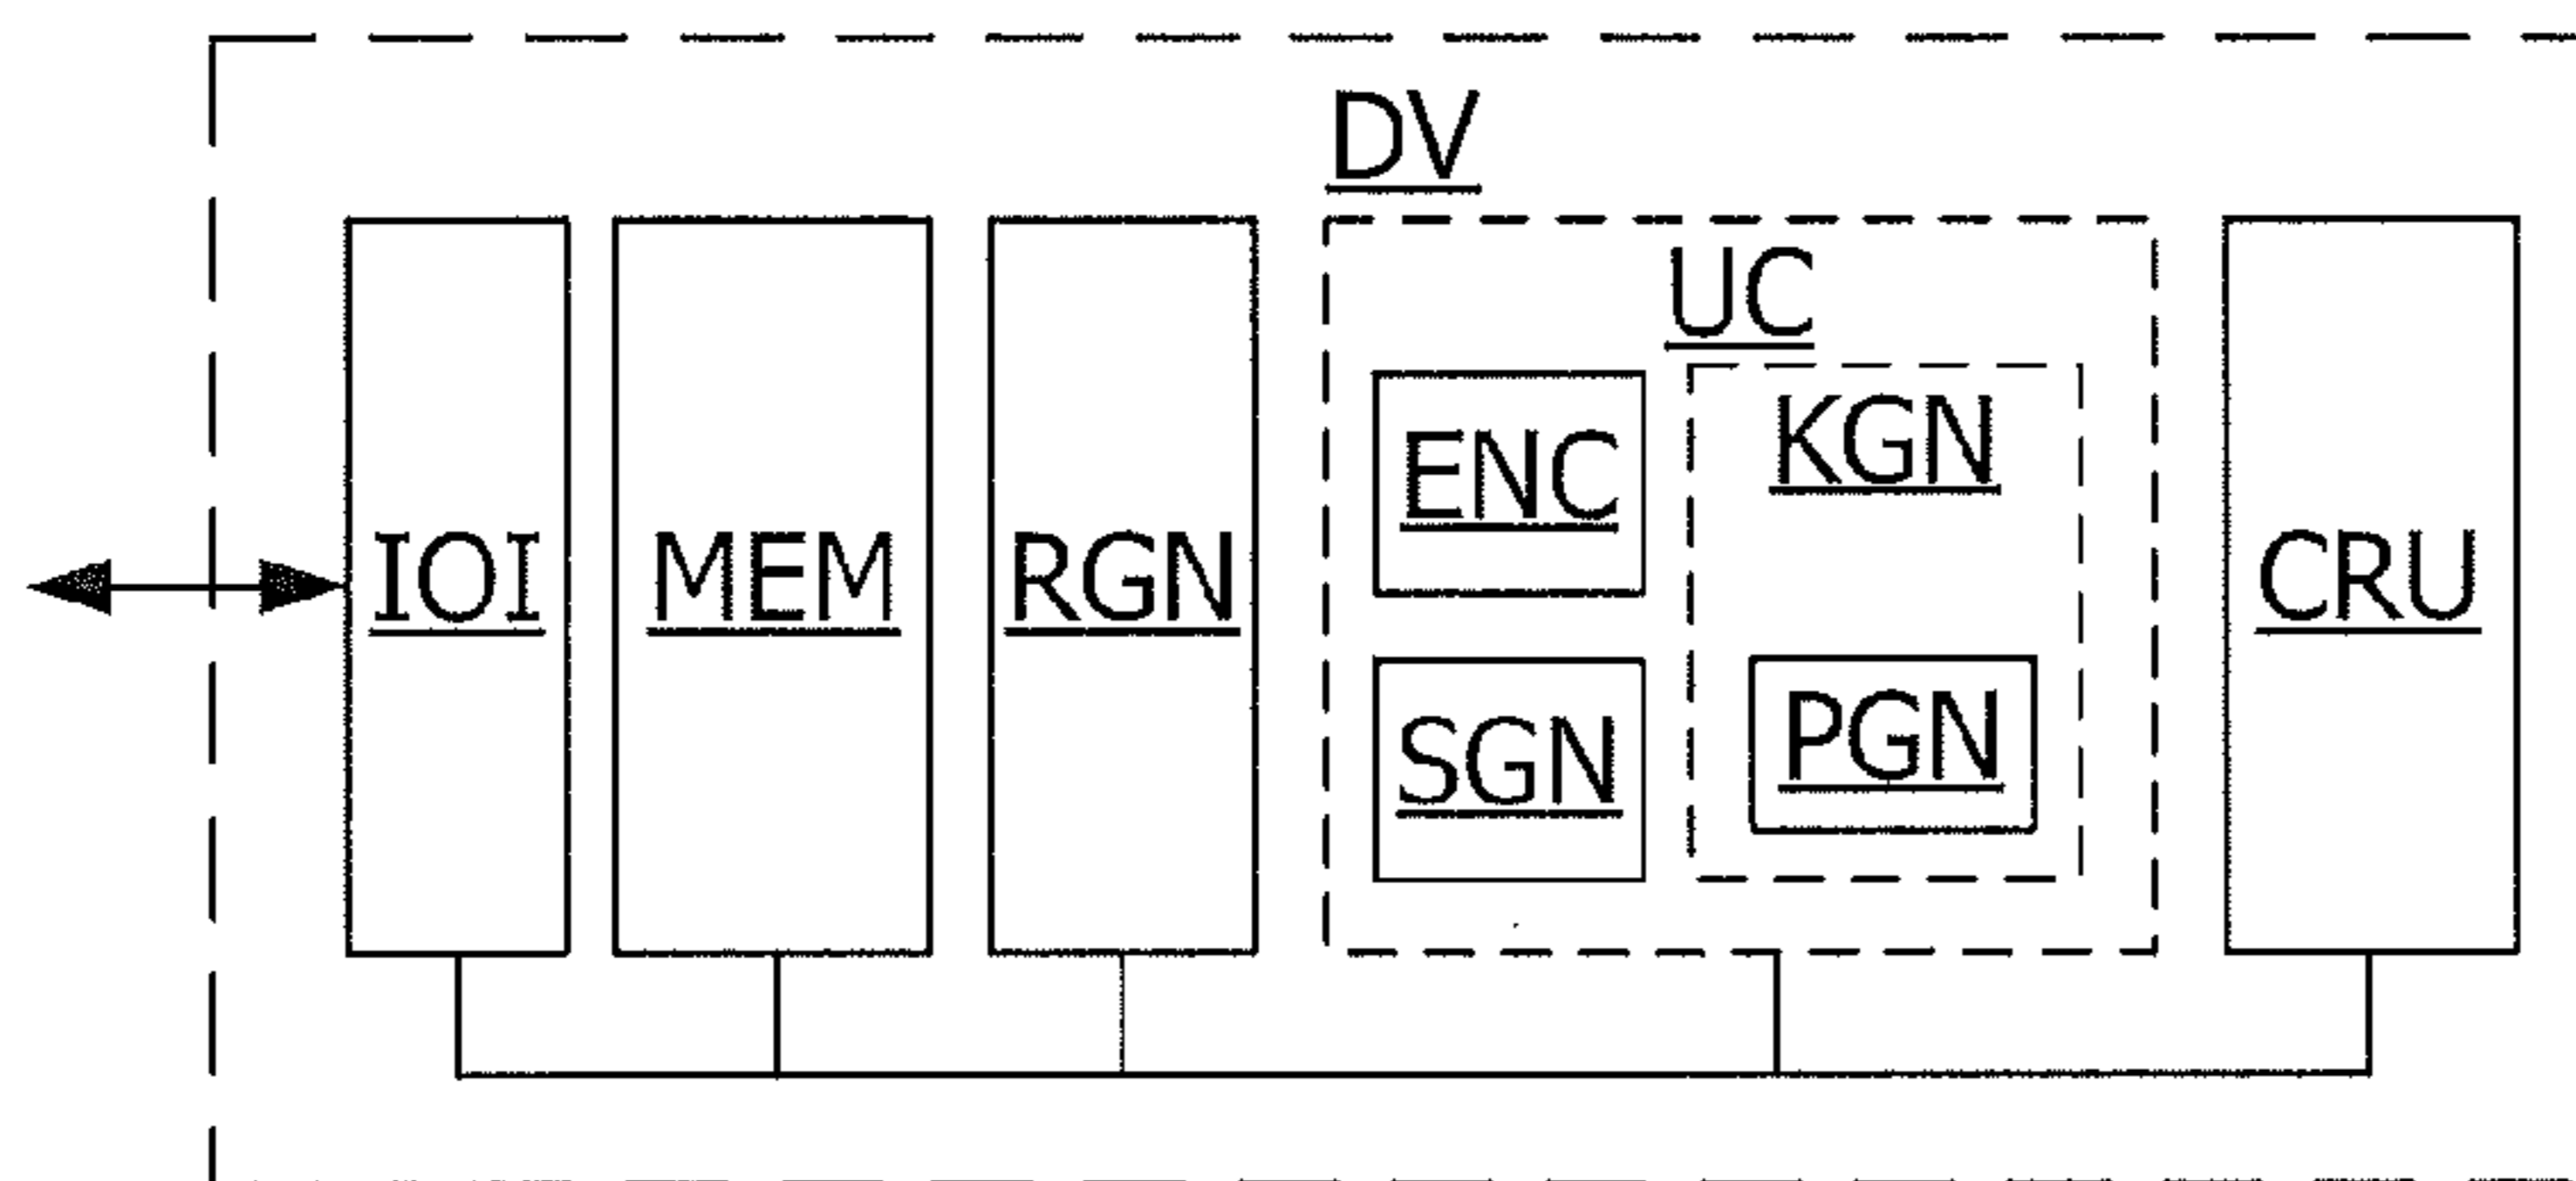 DV
UC
ENC
KGN
IOI
MEM
RGN
CRU
SGN
PGN